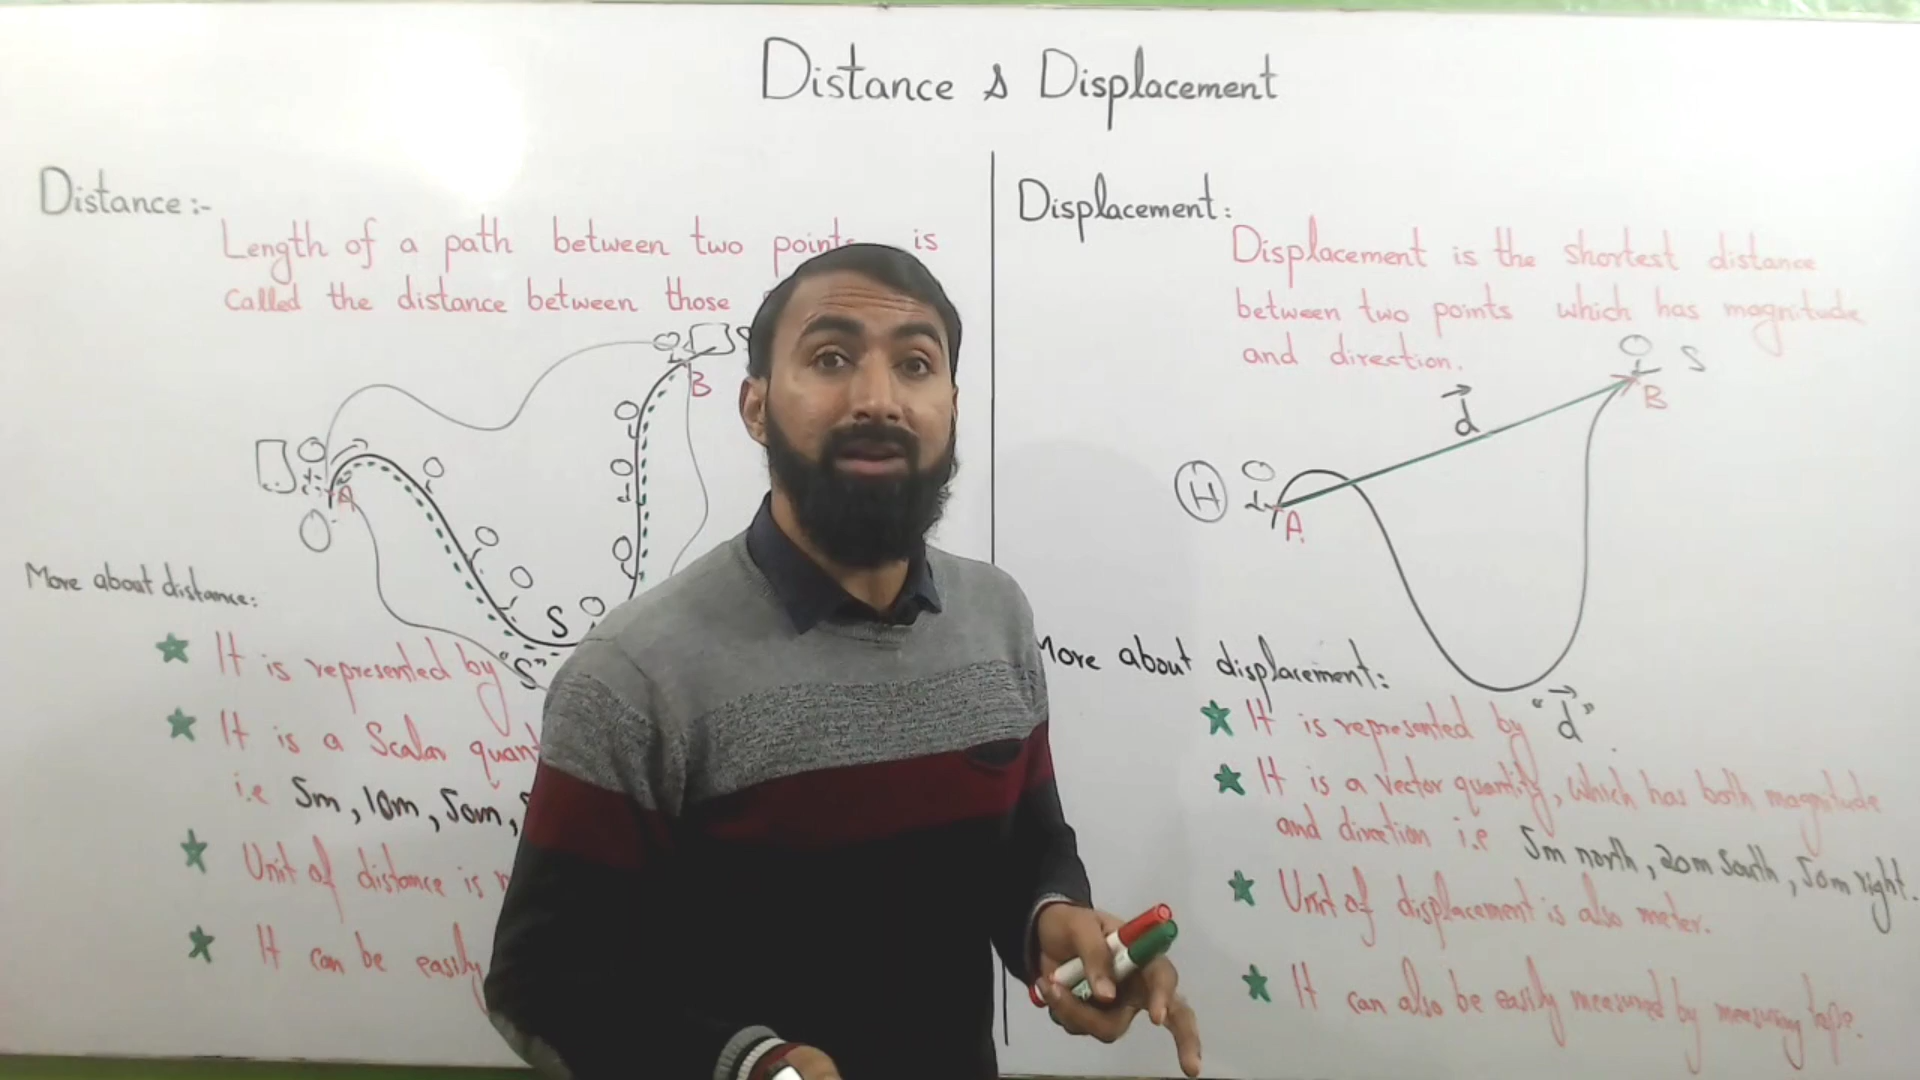 Distance & Displacement
Distance :-
Length of a path between two points is
called the distance between those
B
A
S
More about distance:
It is represented by "S"
It is a Scalar
i.e 5m, 10m, 50m,
Unit of distance is
It can be easily
Displacement:
Displacement is the shortest distance
between two points which has magnitude
and direction.
S
B
d
H
A
More about displacement:
It is represented by "d".
It is a vector quantity, which has both magnitude
and direction i.e 5m north, 20m south, 50m right.
Unit of displacement is also meter.
It can also be easily measured by measuring tape.